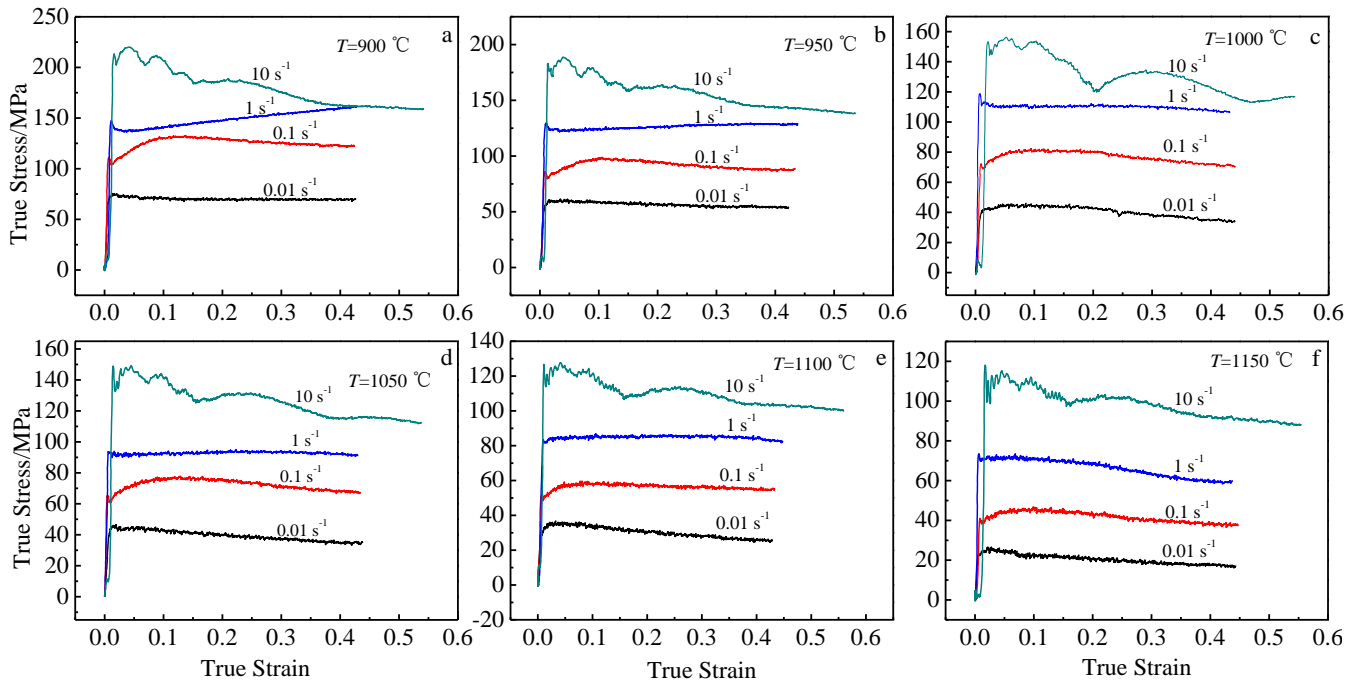 a
T=900 ℃
10 s-1
1 s-1
0.1 s-1
0.01 s-1
250
225
200
175
150
125
100
75
50
25
0
0.0 0.1 0.2 0.3 0.4 0.5 0.6
True Stress/MPa
b
T=950 ℃
10 s-1
1 s-1
0.1 s-1
0.01 s-1
200
150
100
50
0
0.0 0.1 0.2 0.3 0.4 0.5 0.6
c
T=1000 ℃
10 s-1
1 s-1
0.1 s-1
0.01 s-1
160
140
120
100
80
60
40
20
0
0.0 0.1 0.2 0.3 0.4 0.5 0.6
d
T=1050 ℃
10 s-1
1 s-1
0.1 s-1
0.01 s-1
160
140
120
100
80
60
40
20
0
0.0 0.1 0.2 0.3 0.4 0.5 0.6
True Stress/MPa
True Strain
e
T=1100 ℃
10 s-1
1 s-1
0.1 s-1
0.01 s-1
140
120
100
80
60
40
20
0
-20
0.0 0.1 0.2 0.3 0.4 0.5 0.6
True Strain
f
T=1150 ℃
10 s-1
1 s-1
0.1 s-1
0.01 s-1
120
100
80
60
40
20
0
0.0 0.1 0.2 0.3 0.4 0.5 0.6
True Strain